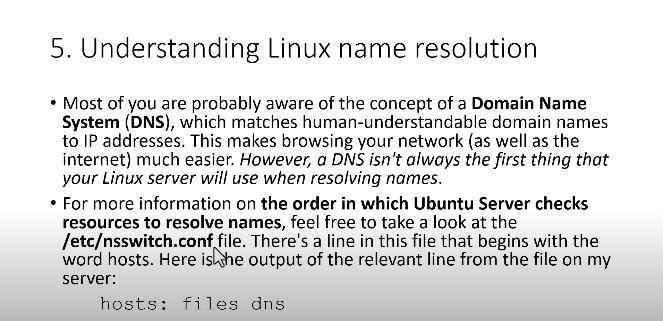 5. Understanding Linux name resolution
• Most of you are probably aware of the concept of a Domain Name
System (DNS), which matches human-understandable domain names
to IP addresses. This makes browsing your network (as well as the
internet) much easier. However, a DNS isn't always the first thing that
your Linux server will use when resolving names.
• For more information on the order in which Ubuntu Server checks
resources to resolve names, feel free to take a look at the
/etc/nsswitch.conf file. There's a line in this file that begins with the
word hosts. Here is the output of the relevant line from the file on my
server:
hosts: files dns